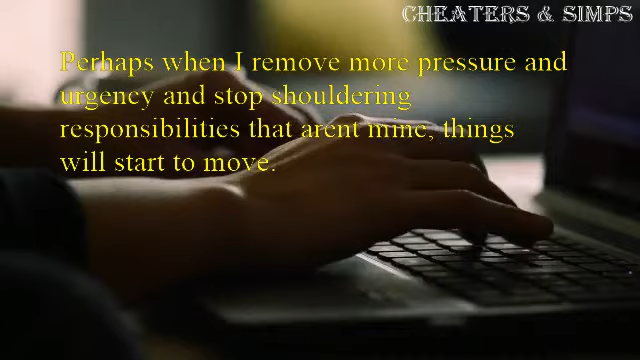 CHEATERS & SIMPS
Perhaps when I remove more pressure and
urgency and stop shouldering
responsibilities that arent mine, things
will start to move.